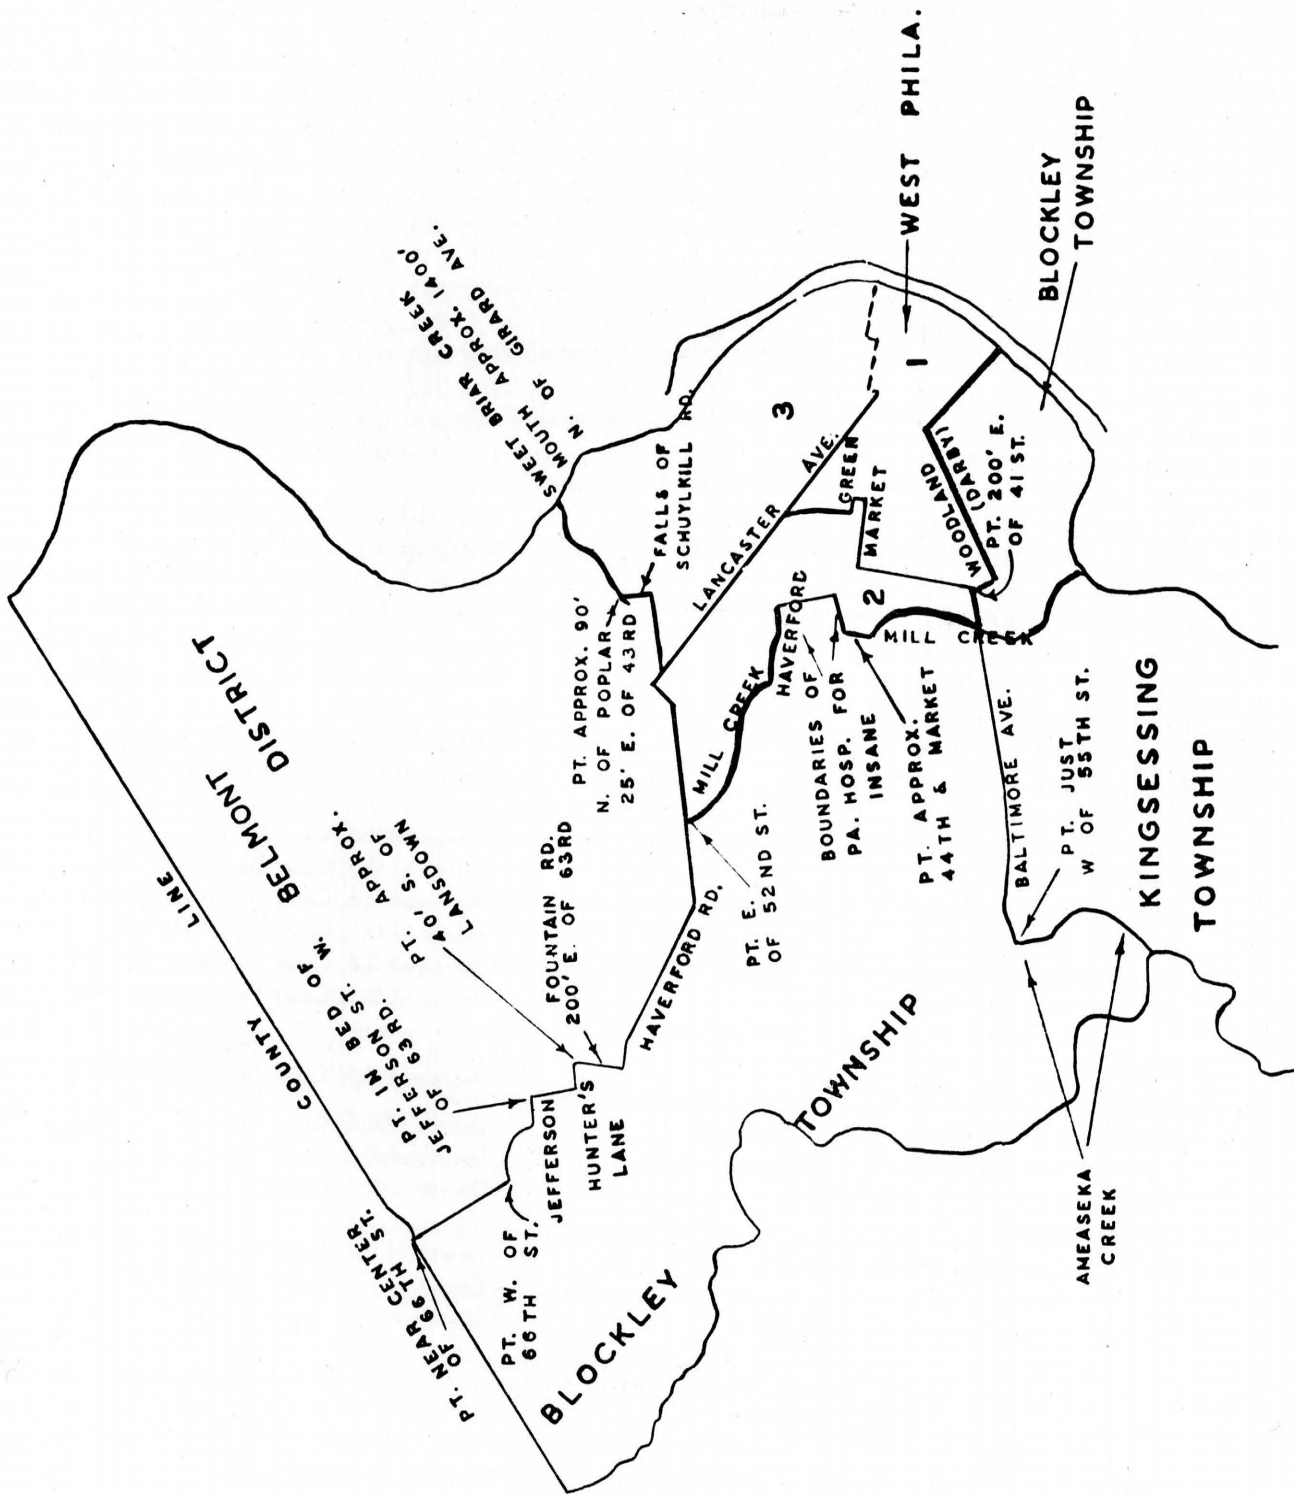 COUNTY LINE
BELMONT
DISTRICT
SWEET BRIAR CREEK
MOUTH APPROX. 1400'
N. OF GIRARD AVE.
PT. NEAR CENTER
OF 66TH ST.
PT. IN BED OF W.
JEFFERSON ST. W.
OF 63RD.
PT. APPROX.
40' S. OF
LANSDOWN
PT. W. OF
66TH ST.
JEFFERSON
HUNTER'S
LANE
FOUNTAIN RD.
200' E. OF 63RD
PT. APPROX. 90'
N. OF POPLAR
25' E. OF 43RD
FALLS OF
SCHUYLKILL RD.
HAVERFORD RD.
PT. E.
OF 52ND ST.
MILL CREEK
LANCASTER AVE.
3
HAVERFORD
GREEN
MARKET
BOUNDARIES OF
PA. HOSP. FOR
INSANE
2
1
WEST PHILA.
PT. APPROX.
44TH & MARKET
MILL CREEK
WOODLAND
(DARBY)
PT. 200' E.
OF 41 ST.
BLOCKLEY
TOWNSHIP
BALTIMORE AVE.
PT. JUST
W. OF 55TH ST.
BLOCKLEY
TOWNSHIP
KINGSESSING
TOWNSHIP
AMEASEKA
CREEK